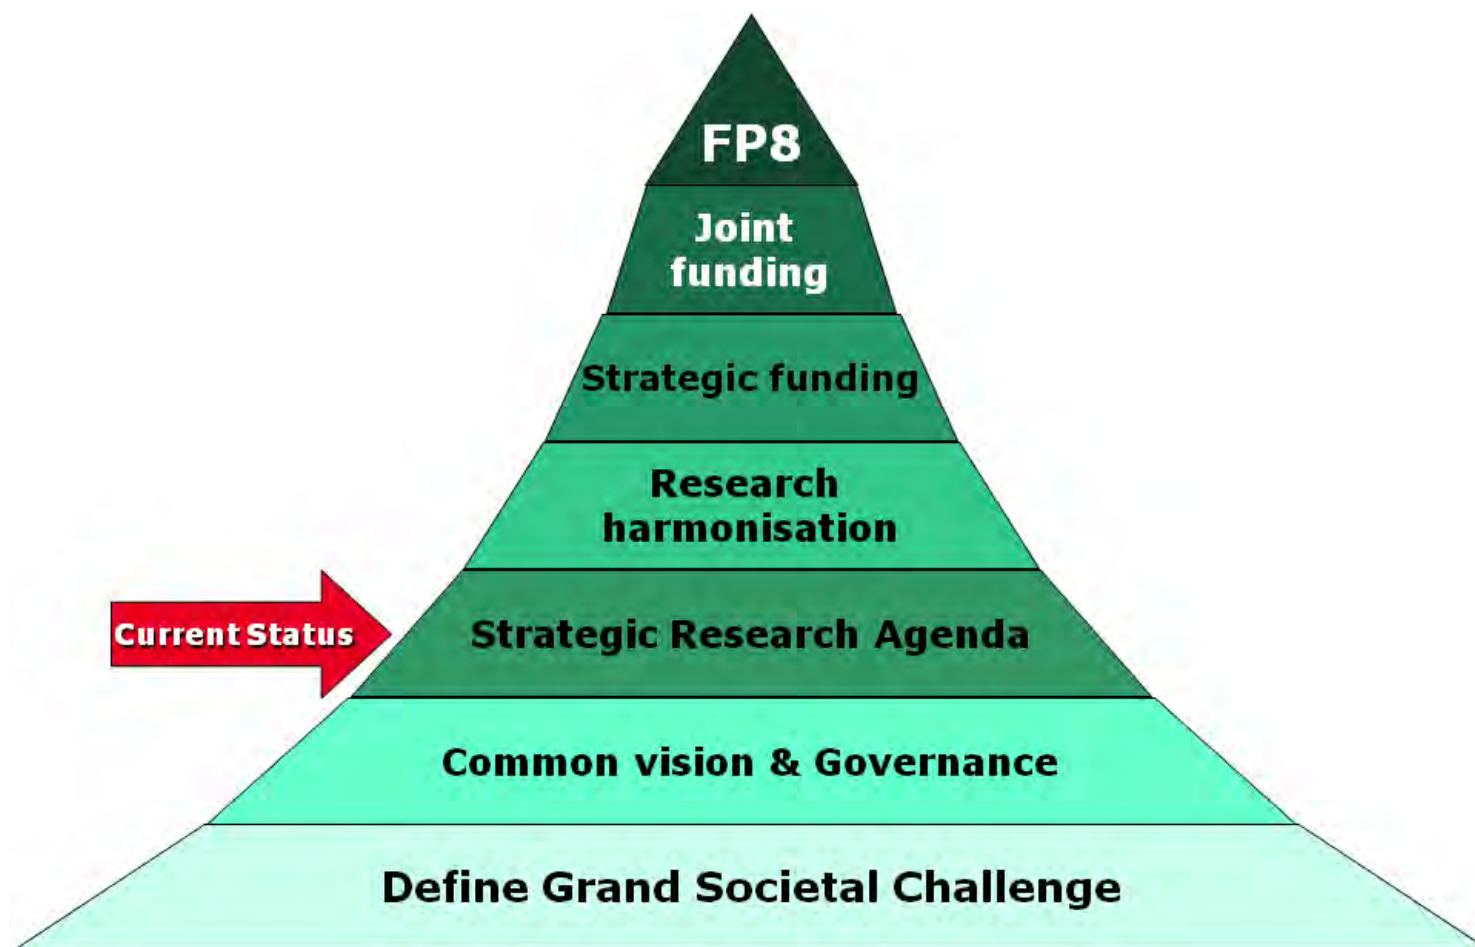 FP8
Joint
funding
Strategic funding
Research
harmonisation
Current Status
Strategic Research Agenda
Common vision & Governance
Define Grand Societal Challenge